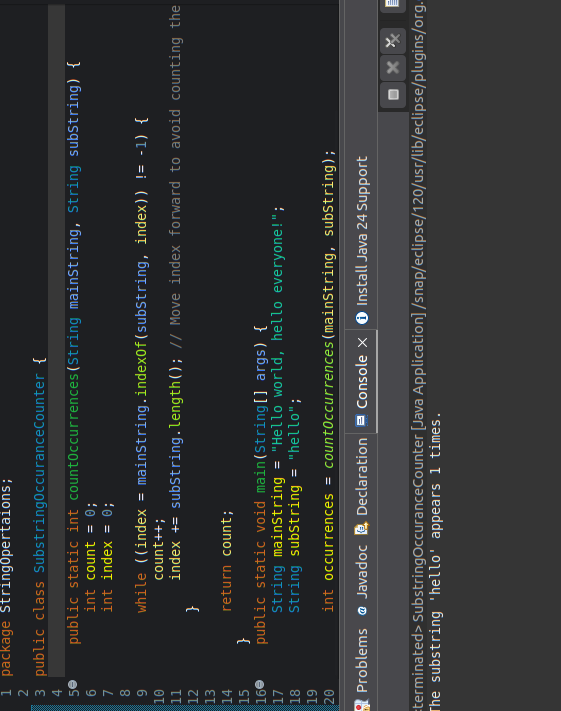 1 package StringOpertaions;
2
3 public class SubstringOccuranceCounter {
4
5 public static int countOccurrences(String mainString, String subString) {
6 int count = 0;
7 int index = 0;
8
9 while ((index = mainString.indexOf(subString, index)) != -1) {
10 count++;
11 index += subString.length(); // Move index forward to avoid counting the
12 }
13
14 return count;
15 }
16 public static void main(String[] args) {
17 String mainString = "Hello world, hello everyone!";
18 String subString = "hello";
19
20 int occurrences = countOccurrences(mainString, subString);
Problems @ Javadoc Declaration Console × Install Java 24 Support
terminated> SubstringOccuranceCounter [Java Application] /snap/eclipse/120/usr/lib/eclipse/plugins/org.
The substring 'hello' appears 1 times.